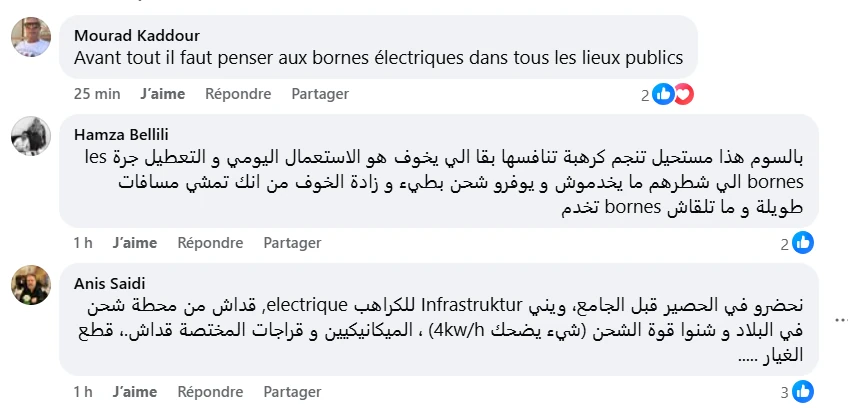 Mourad Kaddour
Avant tout il faut penser aux bornes électriques dans tous les lieux publics
25 min J’aime Répondre Partager 2
Hamza Bellili
بالسوم هذا مستحيل تنجم كرهبة تنافسها بقا الي يخوف هو الاستعمال اليومي و التعطيل جرة les
bornes الي شطرهم ما يخدموش و يوفرو شحن بطيء و زادة الخوف من انك تمشي مسافات
طويلة و ما تلقاش bornes تخدم
1 h J’aime Répondre Partager 2
Anis Saidi
نحضرو في الحصير قبل الجامع، ويني Infrastruktur للكراهب electrique, قداش من محطة شحن
في البلاد و شنوا قوة الشحن (شيء يضحك 4kw/h) ، الميكانيكيين و قراجات المختصة قداش.، قطع
الغيار .....
1 h J’aime Répondre Partager 3